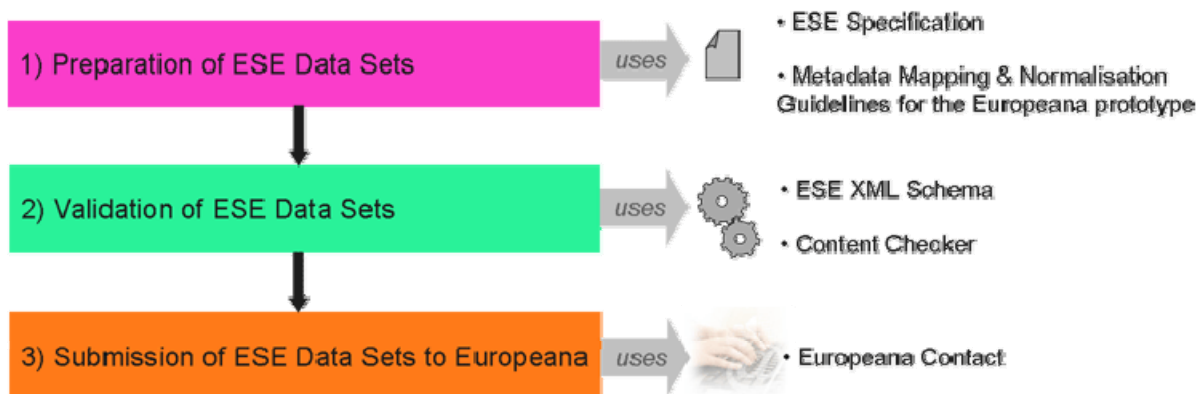 1) Preparation of ESE Data Sets
uses
• ESE Specification
• Metadata Mapping & Normalisation
Guidelines for the Europeana prototype
2) Validation of ESE Data Sets
uses
• ESE XML Schema
• Content Checker
3) Submission of ESE Data Sets to Europeana
uses
• Europeana Contact